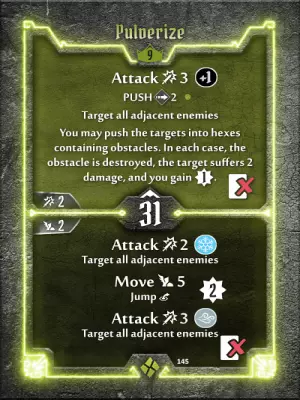 Pulverize
9
Attack 3 +1
PUSH 2
Target all adjacent enemies
You may push the targets into hexes
containing obstacles. In each case, the
obstacle is destroyed, the target suffers 2
damage, and you gain 1.
2
31
2
Attack 2
Target all adjacent enemies
Move 5
Jump
2
Attack 3
Target all adjacent enemies
145